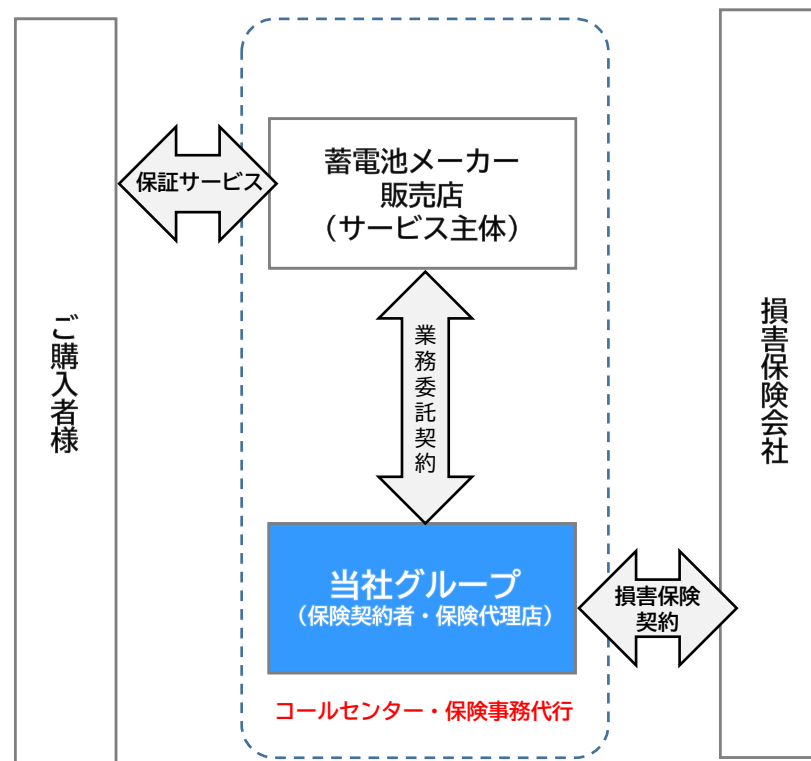 ご購入者様
保証サービス
蓄電池メーカー
販売店
（サービス主体）
業務委託契約
当社グループ
（保険契約者・保険代理店）
コールセンター・保険事務代行
損害保険
契約
損害保険会社